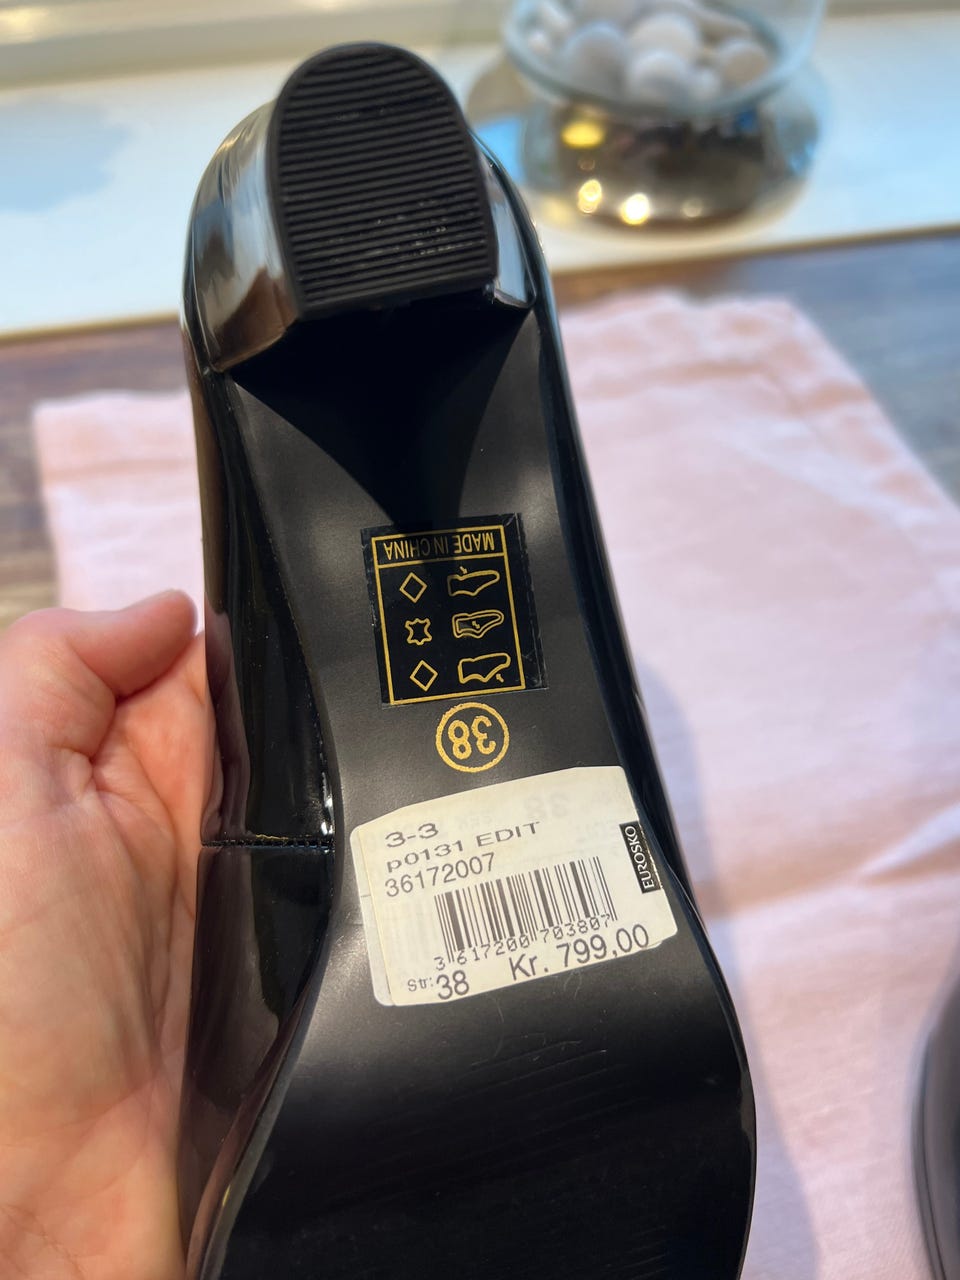 MADE IN CHINA
38
3-3
p0131 EDIT
36172007
EUROSKO
3 617200 703807
Str: 38 Kr. 799,00